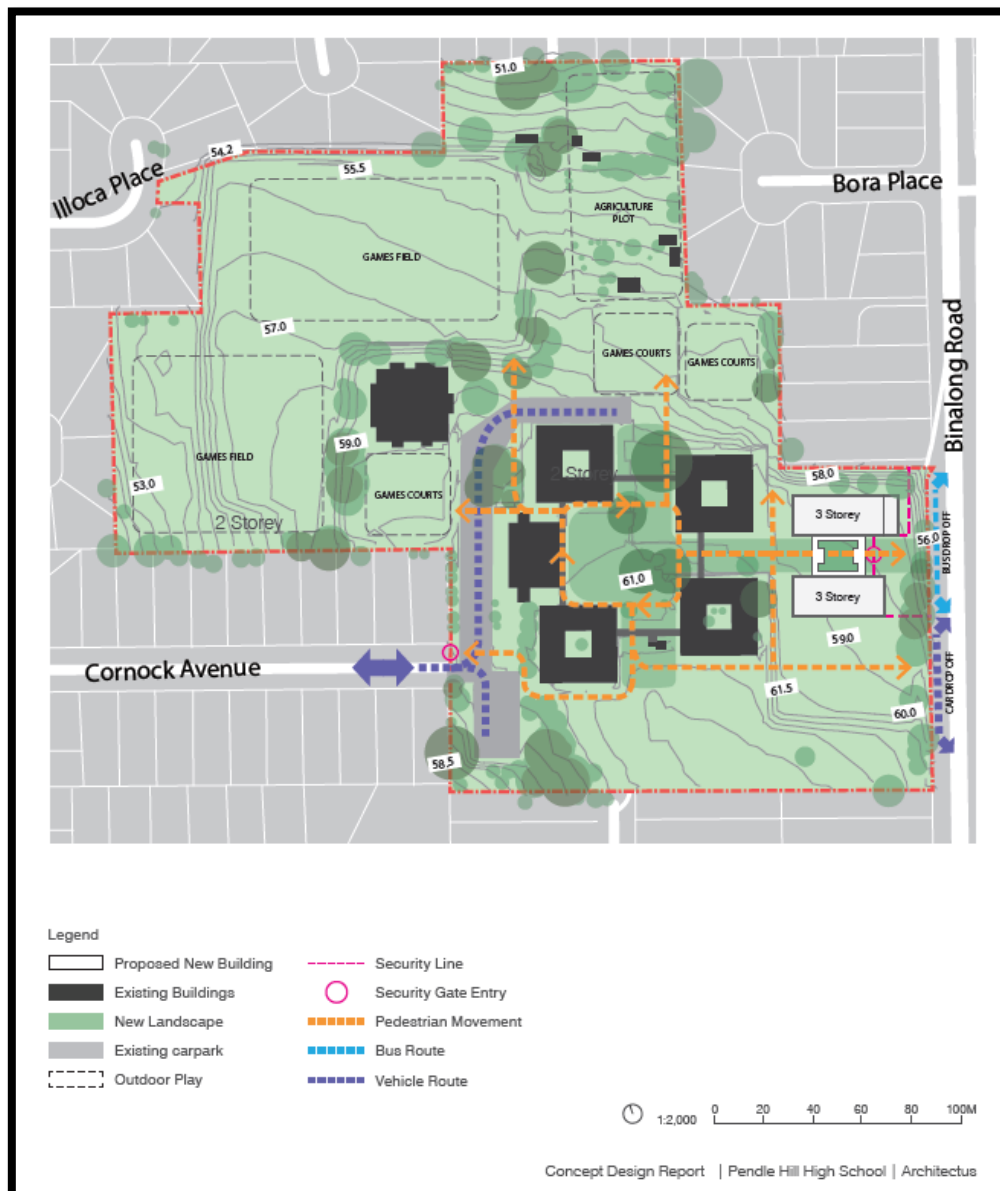 51.0
54.2
55.5
Illoca Place
Bora Place
AGRICULTURE
PLOT
GAMES FIELD
57.0
Binalong Road
GAMES COURTS
GAMES COURTS
59.0
GAMES FIELD
2 Storey
58.0
53.0
GAMES COURTS
2 Storey
3 Storey
56.0
BUS DROP OFF
61.0
3 Storey
59.0
Cornock Avenue
CAR DROP OFF
61.5
60.0
58.5
Legend
Proposed New Building
Existing Buildings
New Landscape
Existing carpark
Outdoor Play
Security Line
Security Gate Entry
Pedestrian Movement
Bus Route
Vehicle Route
1:2,000
0 20 40 60 80 100M
Concept Design Report | Pendle Hill High School | Architectus